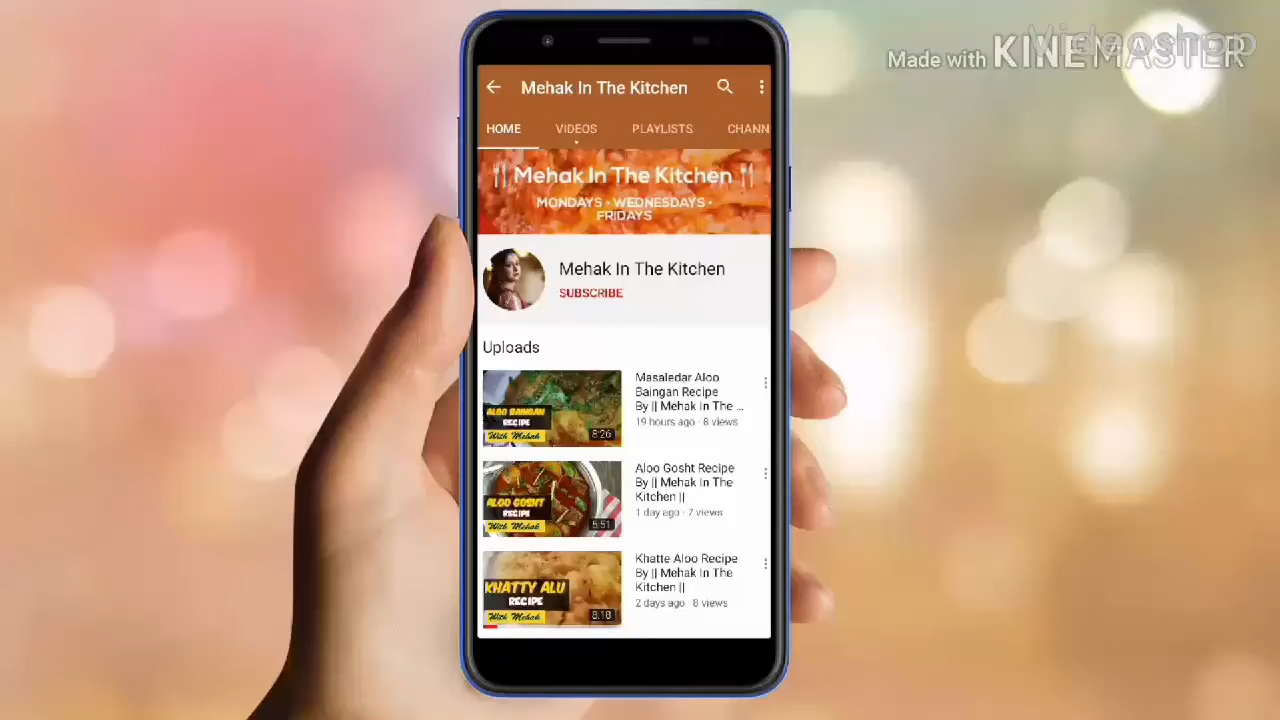 Made with KINEMASTER
Videoshop
Mehak In The Kitchen
HOME VIDEOS PLAYLISTS CHANN
Mehak In The Kitchen
MONDAYS • WEDNESDAYS •
FRIDAYS
Mehak In The Kitchen
SUBSCRIBE
Uploads
ALOO BAINGAN
RECIPE
With Mehak
8:26
Masaledar Aloo
Baingan Recipe
By || Mehak In The ...
19 hours ago · 8 views
ALOO GOSHT
RECIPE
With Mehak
5:51
Aloo Gosht Recipe
By || Mehak In The
Kitchen ||
1 day ago · 7 views
KHATTY ALU
RECIPE
With Mehak
8:18
Khatte Aloo Recipe
By || Mehak In The
Kitchen ||
2 days ago · 8 views